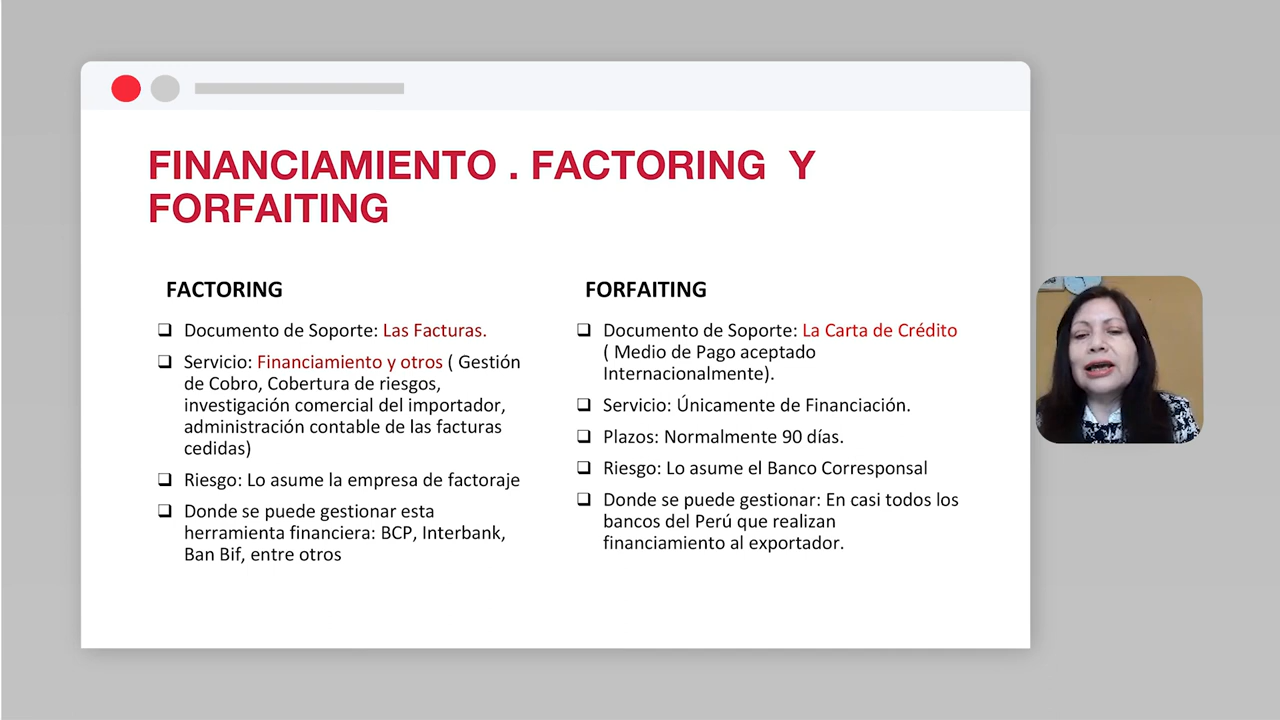 FINANCIAMIENTO . FACTORING Y
FORFAITING
FACTORING
Documento de Soporte: Las Facturas.
Servicio: Financiamiento y otros ( Gestión
de Cobro, Cobertura de riesgos,
investigación comercial del importador,
administración contable de las facturas
cedidas)
Riesgo: Lo asume la empresa de factoraje
Donde se puede gestionar esta
herramienta financiera: BCP, Interbank,
Ban Bif, entre otros
FORFAITING
Documento de Soporte: La Carta de Crédito
( Medio de Pago aceptado
Internacionalmente).
Servicio: Únicamente de Financiación.
Plazos: Normalmente 90 días.
Riesgo: Lo asume el Banco Corresponsal
Donde se puede gestionar: En casi todos los
bancos del Perú que realizan
financiamiento al exportador.